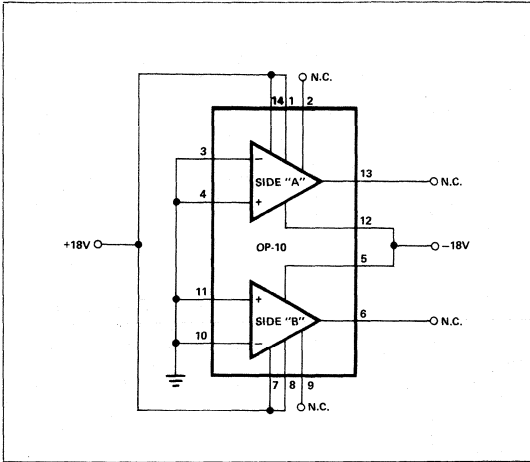 N.C.
14 1 2
3
SIDE "A"
13
N.C.
4
12
+18V
OP-10
-18V
5
11
SIDE "B"
6
N.C.
10
7 8 9
N.C.